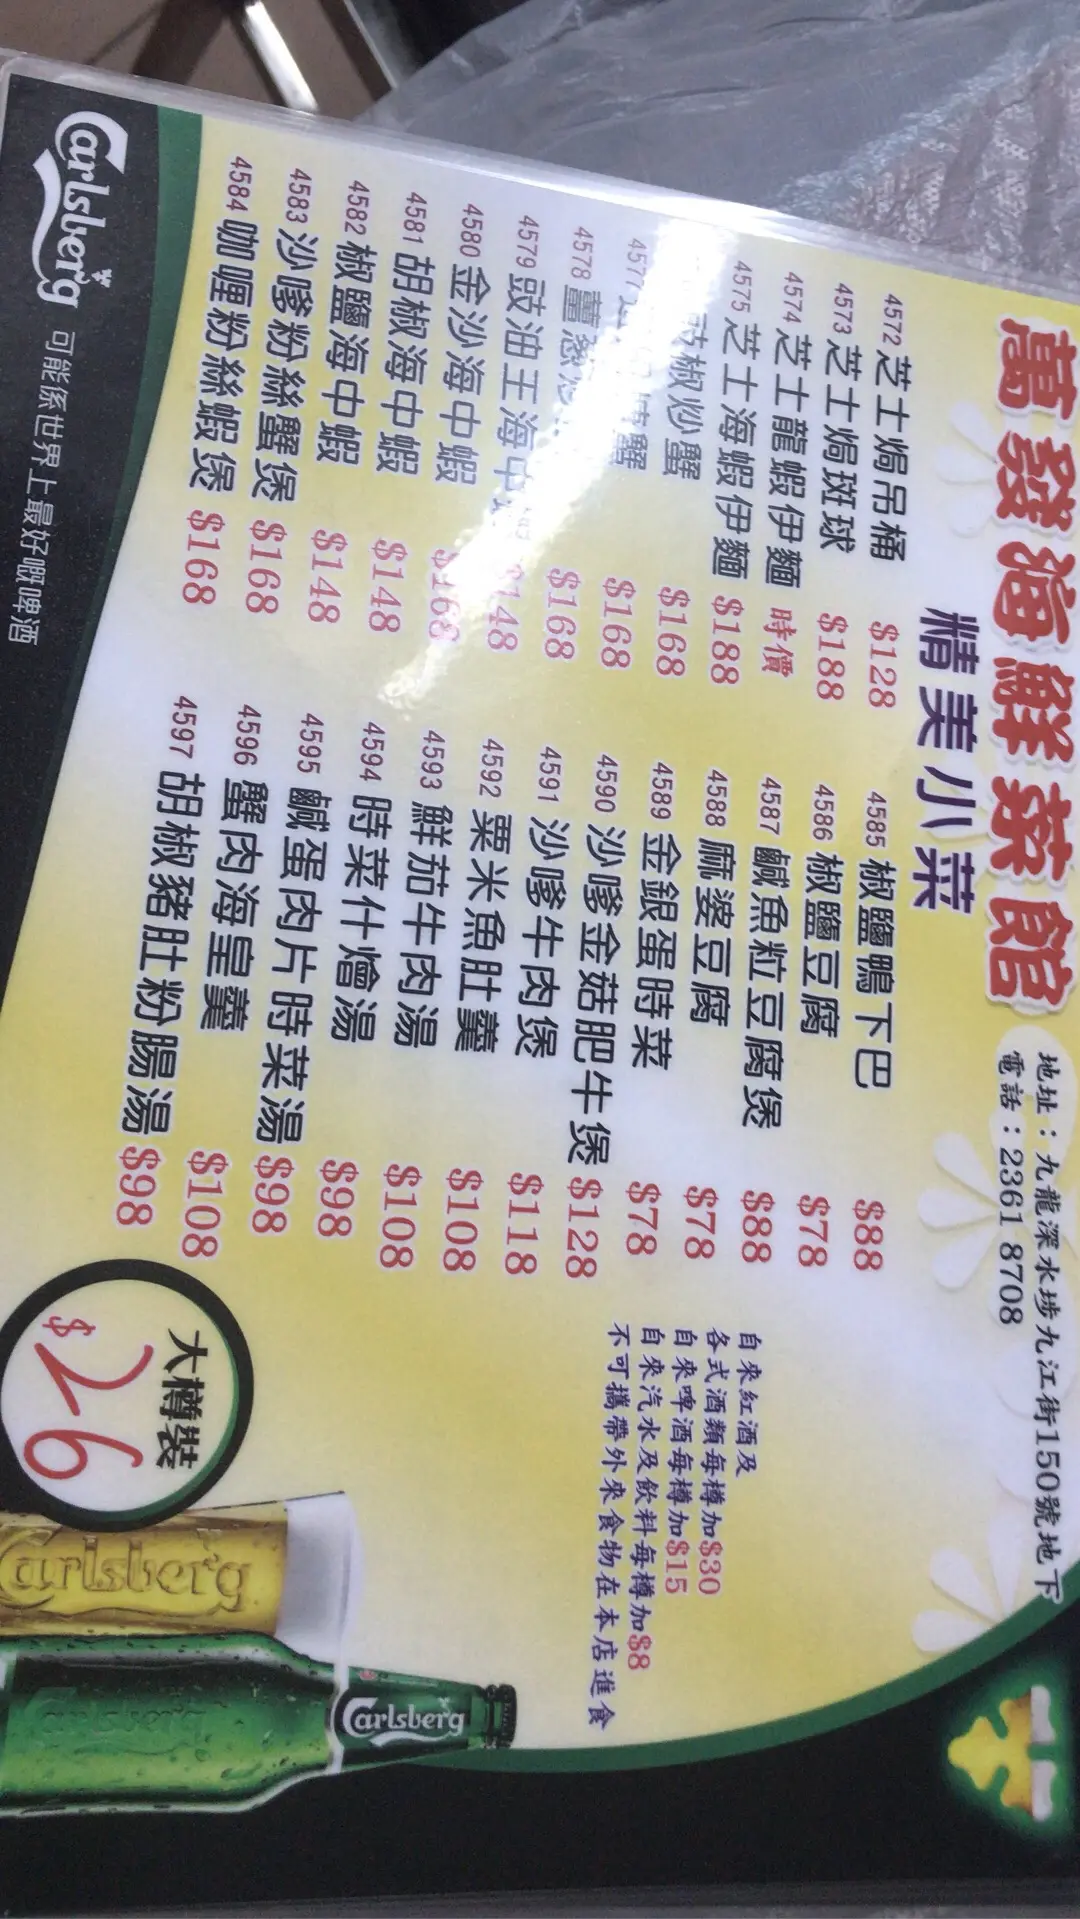 萬發海鮮菜館
地址：九龍深水埗九江街150號地下
電話：2361 8708
精美小菜
4572 芝士焗吊桶 $128
4573 芝士焗斑球 $188
4574 芝士龍蝦伊麵 時價
4575 芝士海蝦伊麵 $188
椒炒蟹 $168
4577 蟹 $168
4578 薑蔥 $168
4579 豉油王海中 $148
4580 金沙海中蝦 $168
4581 胡椒海中蝦 $148
4582 椒鹽海中蝦 $148
4583 沙嗲粉絲蟹煲 $168
4584 咖喱粉絲蝦煲 $168
4585 椒鹽鴨下巴 $88
4586 椒鹽豆腐 $78
4587 鹹魚粒豆腐煲 $88
4588 麻婆豆腐 $78
4589 金銀蛋時菜 $78
4590 沙嗲金菇肥牛煲 $128
4591 沙嗲牛肉煲 $118
4592 粟米魚肚羹 $108
4593 鮮茄牛肉湯 $108
4594 時菜什燴湯 $98
4595 鹹蛋肉片時菜湯 $98
4596 蟹肉海皇羹 $108
4597 胡椒豬肚粉腸湯 $98
自來紅酒及
各式酒類每樽加$30
自來啤酒每樽加$15
自來汽水及飲料每樽加$8
不可攜帶外來食物在本店進食
Carlsberg 可能係世界上最好嘅啤酒
大樽裝
$26
Carlsberg
Carlsberg